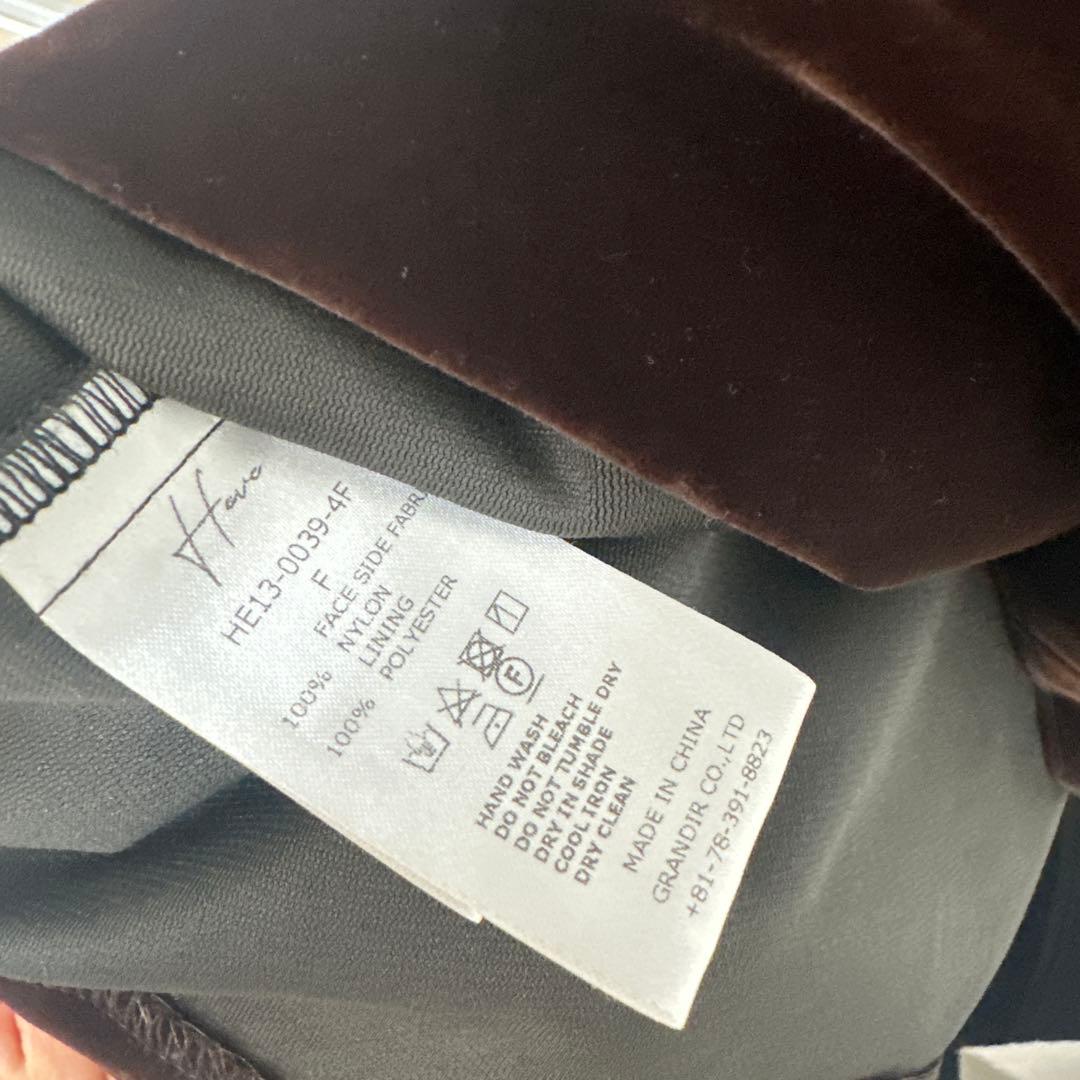 Have
HE13-0039-4F
F
FACE SIDE FABR
100% NYLON
LINING
100% POLYESTER
F
HAND WASH
DO NOT BLEACH
DO NOT TUMBLE DRY
DRY IN SHADE
COOL IRON
DRY CLEAN
MADE IN CHINA
GRANDIR CO.,LTD
+81-78-391-8823